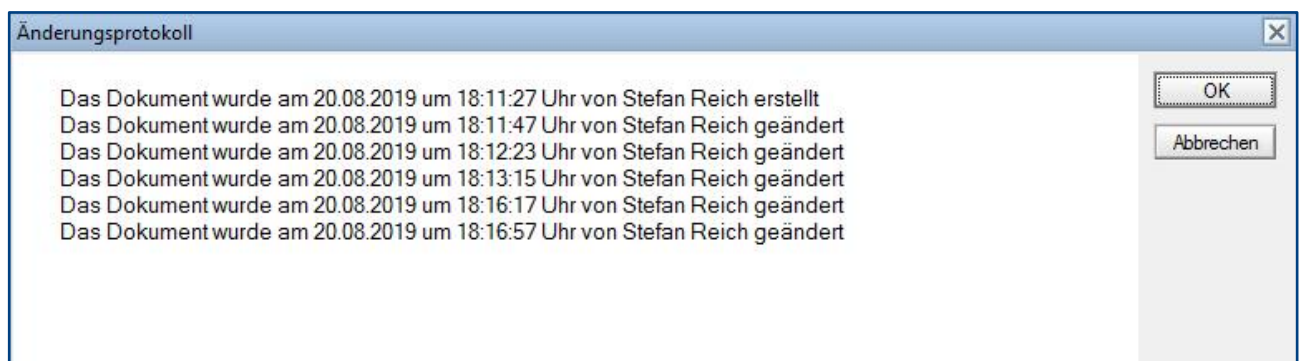 Änderungsprotokoll
Das Dokument wurde am 20.08.2019 um 18:11:27 Uhr von Stefan Reich erstellt
Das Dokument wurde am 20.08.2019 um 18:11:47 Uhr von Stefan Reich geändert
Das Dokument wurde am 20.08.2019 um 18:12:23 Uhr von Stefan Reich geändert
Das Dokument wurde am 20.08.2019 um 18:13:15 Uhr von Stefan Reich geändert
Das Dokument wurde am 20.08.2019 um 18:16:17 Uhr von Stefan Reich geändert
Das Dokument wurde am 20.08.2019 um 18:16:57 Uhr von Stefan Reich geändert
OK
Abbrechen